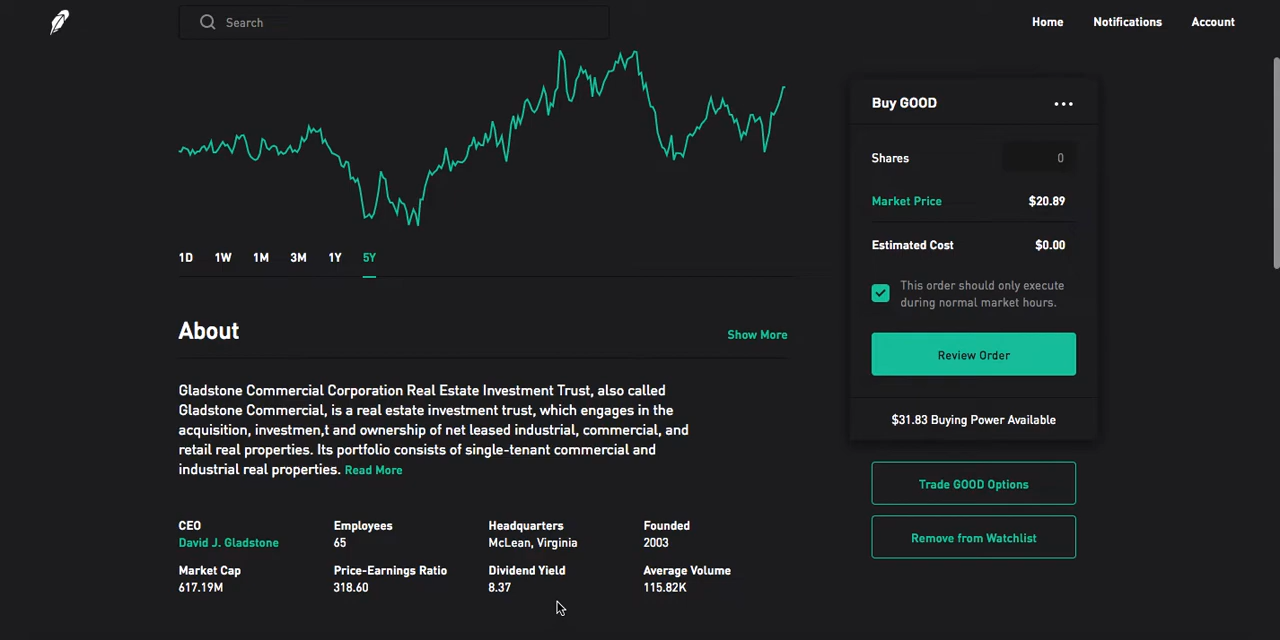 Search
Home Notifications Account
Buy GOOD
Shares 0
Market Price $20.89
Estimated Cost $0.00
This order should only execute
during normal market hours.
Review Order
$31.83 Buying Power Available
Trade GOOD Options
Remove from Watchlist
1D 1W 1M 3M 1Y 5Y
About Show More
Gladstone Commercial Corporation Real Estate Investment Trust, also called
Gladstone Commercial, is a real estate investment trust, which engages in the
acquisition, investmen,t and ownership of net leased industrial, commercial, and
retail real properties. Its portfolio consists of single-tenant commercial and
industrial real properties. Read More
CEO Employees Headquarters Founded
David J. Gladstone 65 McLean, Virginia 2003
Market Cap Price-Earnings Ratio Dividend Yield Average Volume
617.19M 318.60 8.37 115.82K